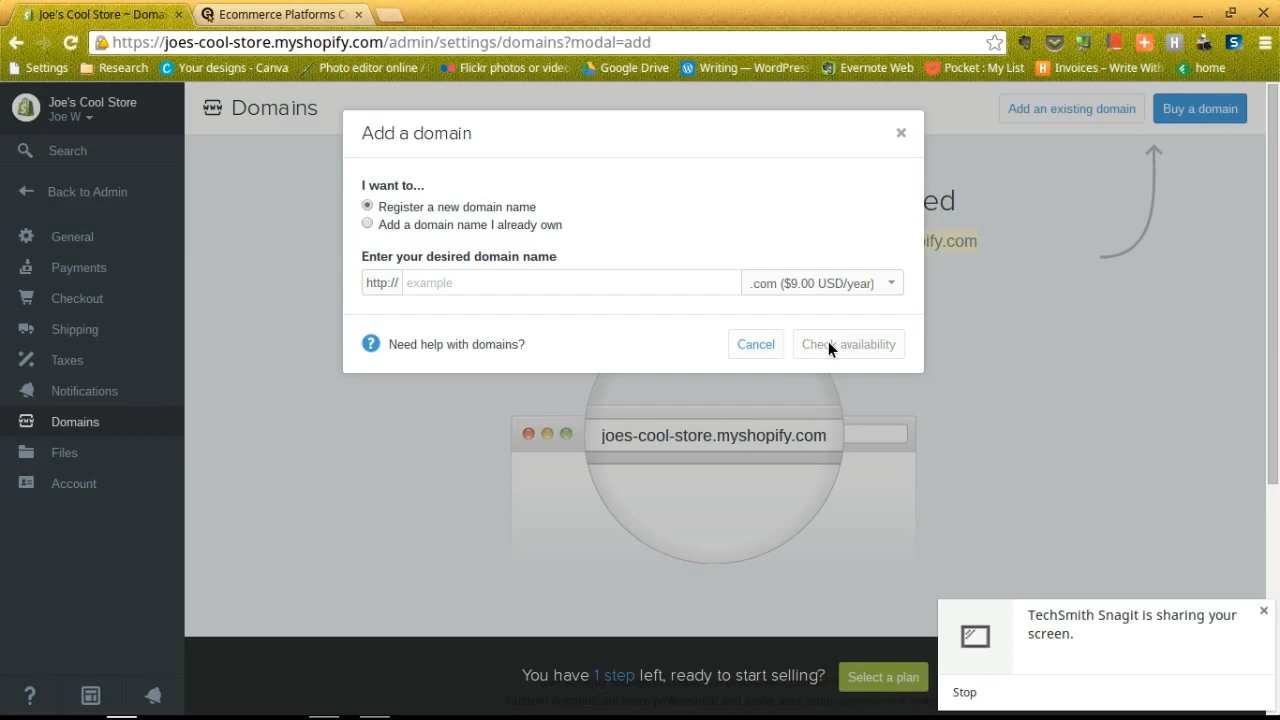 Joe's Cool Store ~ Doma
Ecommerce Platforms C
https://joes-cool-store.myshopify.com/admin/settings/domains?modal=add
Settings Research Your designs - Canva Photo editor online / Flickr photos or vide Google Drive Writing — WordPres Evernote Web Pocket : My List Invoices – Write With home
Joe's Cool Store
Joe W
Search
Back to Admin
General
Payments
Checkout
Shipping
Taxes
Notifications
Domains
Files
Account
Domains
Add an existing domain
Buy a domain
ed
ify.com
Add a domain
I want to...
Register a new domain name
Add a domain name I already own
Enter your desired domain name
http:// example .com ($9.00 USD/year)
Need help with domains?
Cancel
Check availability
joes-cool-store.myshopify.com
You have 1 step left, ready to start selling? Select a plan
TechSmith Snagit is sharing your
screen.
Stop